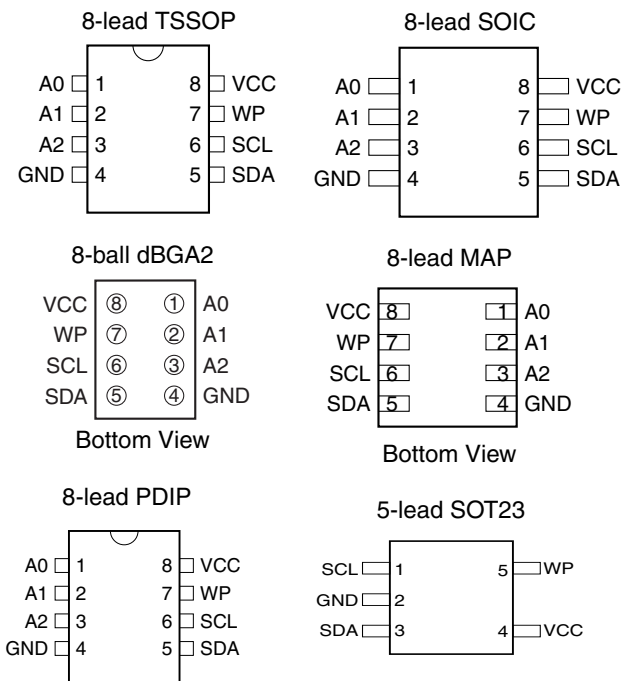 8-lead TSSOP
A0 1 8 VCC
A1 2 7 WP
A2 3 6 SCL
GND 4 5 SDA
8-lead SOIC
A0 1 8 VCC
A1 2 7 WP
A2 3 6 SCL
GND 4 5 SDA
8-ball dBGA2
VCC 8 1 A0
WP 7 2 A1
SCL 6 3 A2
SDA 5 4 GND
Bottom View
8-lead MAP
VCC 8 1 A0
WP 7 2 A1
SCL 6 3 A2
SDA 5 4 GND
Bottom View
8-lead PDIP
A0 1 8 VCC
A1 2 7 WP
A2 3 6 SCL
GND 4 5 SDA
5-lead SOT23
SCL 1 5 WP
GND 2
SDA 3 4 VCC